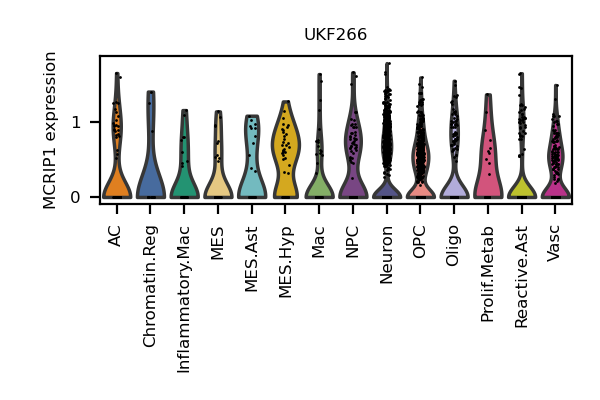 UKF266
MCRIP1 expression
1
0
AC
Chromatin.Reg
Inflammatory.Mac
MES
MES.Ast
MES.Hyp
Mac
NPC
Neuron
OPC
Oligo
Prolif.Metab
Reactive.Ast
Vasc